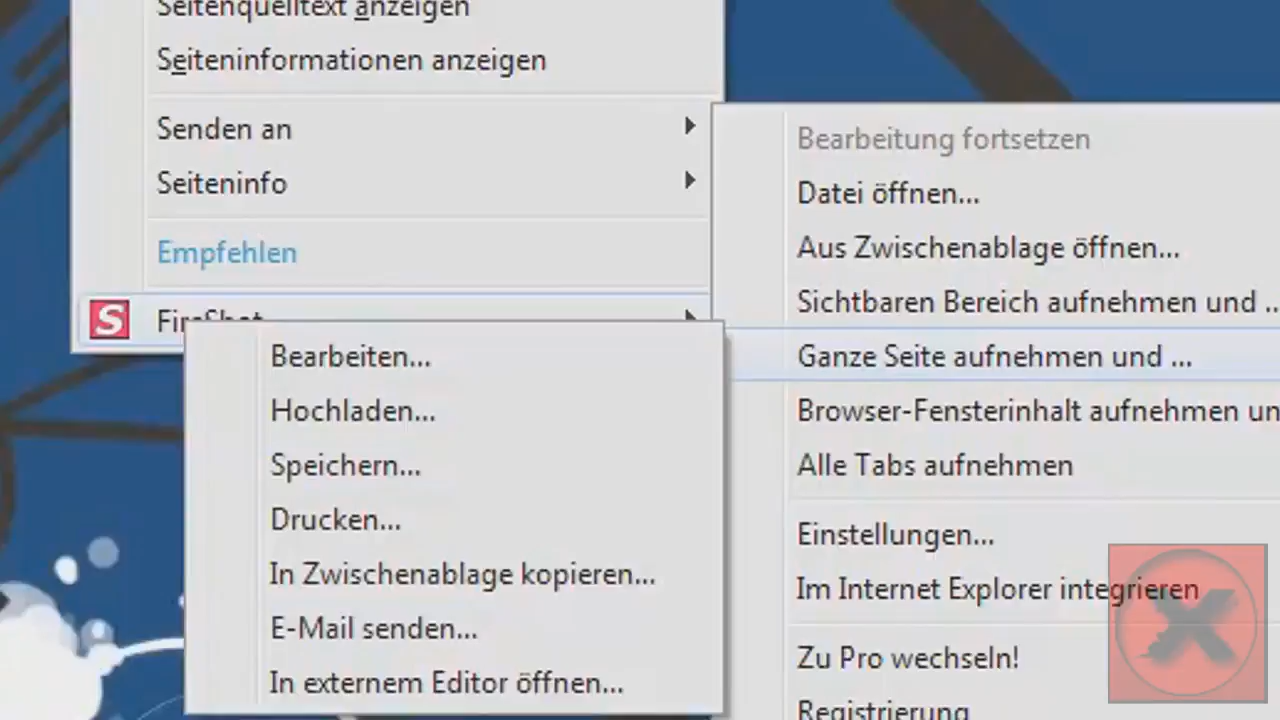 Seitenquelltext anzeigen
Seiteninformationen anzeigen
Senden an
Seiteninfo
Empfehlen
FireShot
Bearbeitung fortsetzen
Datei öffnen...
Aus Zwischenablage öffnen...
Sichtbaren Bereich aufnehmen und ...
Ganze Seite aufnehmen und ...
Browser-Fensterinhalt aufnehmen un
Alle Tabs aufnehmen
Einstellungen...
Im Internet Explorer integrieren
Zu Pro wechseln!
Registrierung
Bearbeiten...
Hochladen...
Speichern...
Drucken...
In Zwischenablage kopieren...
E-Mail senden...
In externem Editor öffnen...